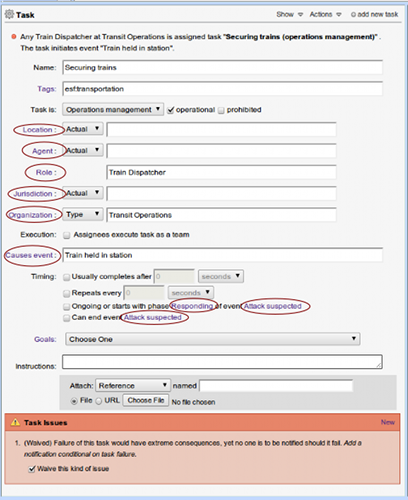 Task Show Actions add new task
Any Train Dispatcher at Transit Operations is assigned task "Securing trains (operations management)" .
The task initiates event "Train held in station".
Name: Securing trains
Tags: esf:transportation
Task is: Operations management operational prohibited
Location : Actual
Agent : Actual
Role : Train Dispatcher
Jurisdiction : Actual
Organization : Type Transit Operations
Execution: Assignees execute task as a team
Causes event : Train held in station
Timing: Usually completes after 0 seconds
Repeats every 0 seconds
Ongoing or starts with phase Responding of event Attack suspected
Can end event Attack suspected
Goals: Choose One
Instructions:
Attach: Reference named
File URL Choose File No file chosen
Task Issues New
1. (Waived) Failure of this task would have extreme consequences, yet no one is to be notified should it fail. Add a
notification conditional on task failure.
Waive this kind of issue